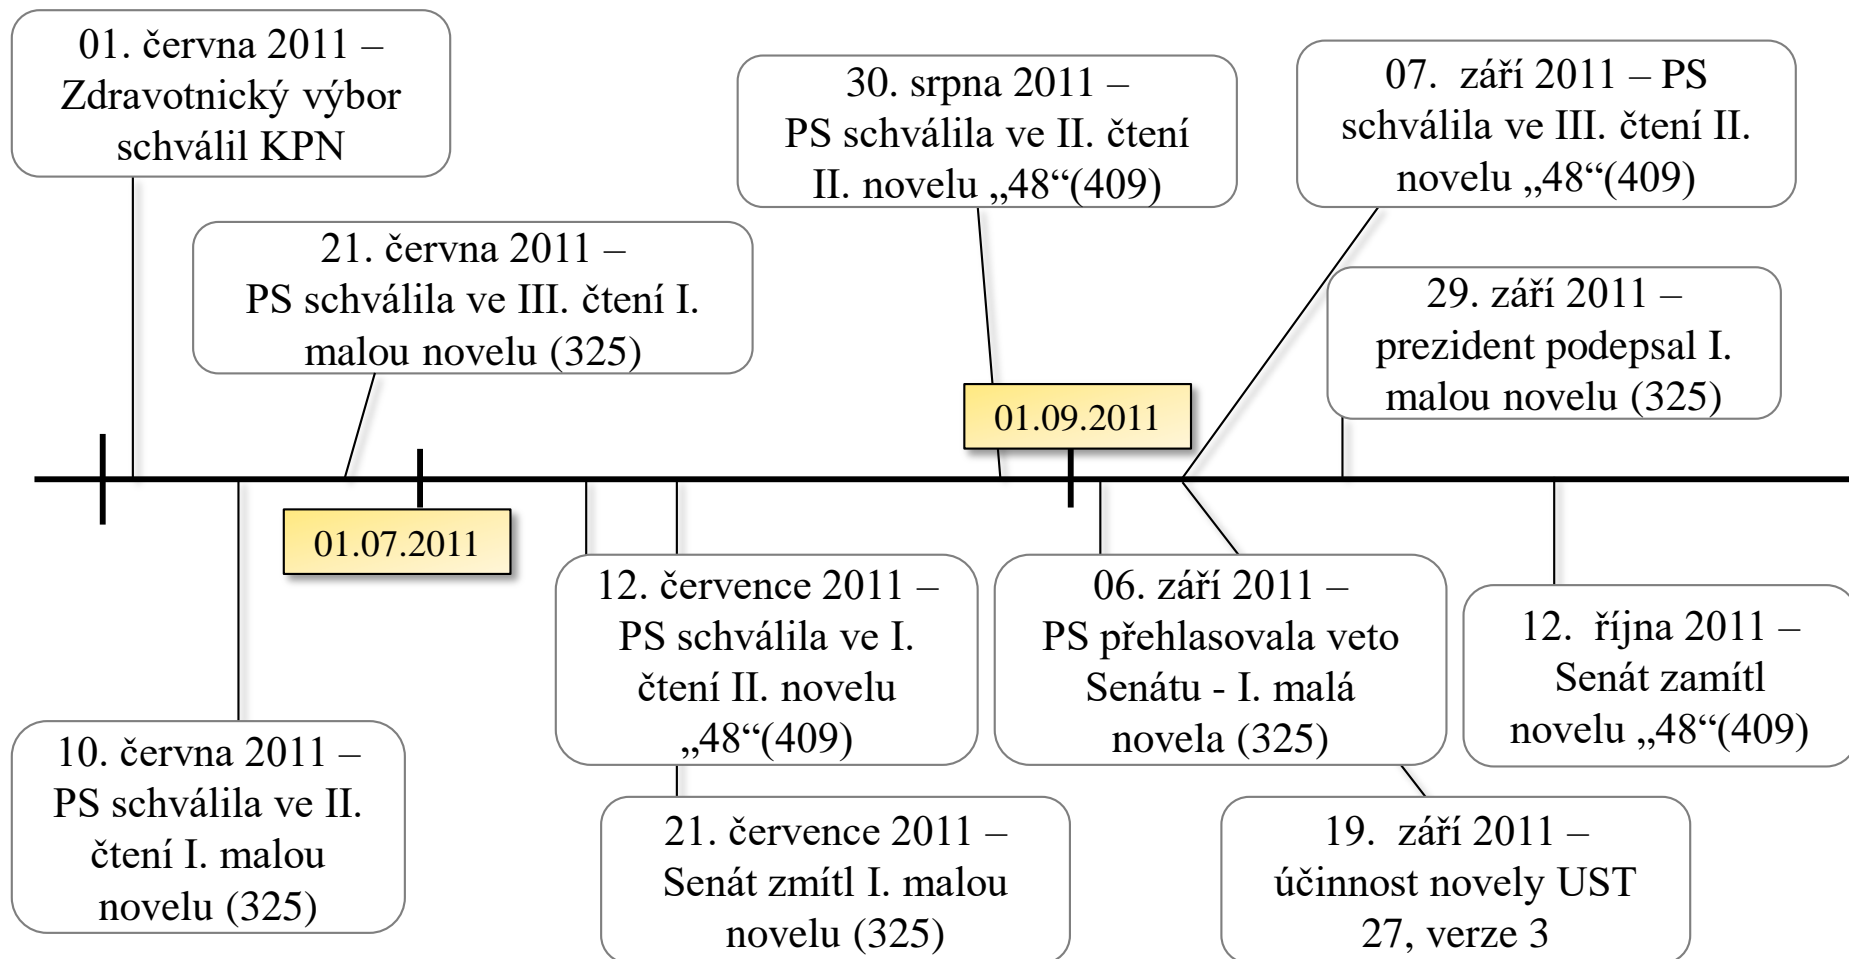 01. června 2011 –
Zdravotnický výbor
schválil KPN
21. června 2011 –
PS schválila ve III. čtení I.
malou novelu (325)
30. srpna 2011 –
PS schválila ve II. čtení
II. novelu „48“(409)
07. září 2011 – PS
schválila ve III. čtení II.
novelu „48“(409)
29. září 2011 –
prezident podepsal I.
malou novelu (325)
01.09.2011
01.07.2011
10. června 2011 –
PS schválila ve II.
čtení I. malou
novelu (325)
12. července 2011 –
PS schválila ve I.
čtení II. novelu
„48“(409)
21. července 2011 –
Senát zmítl I. malou
novelu (325)
06. září 2011 –
PS přehlasovala veto
Senátu - I. malá
novela (325)
19. září 2011 –
účinnost novely UST
27, verze 3
12. října 2011 –
Senát zamítl
novelu „48“(409)